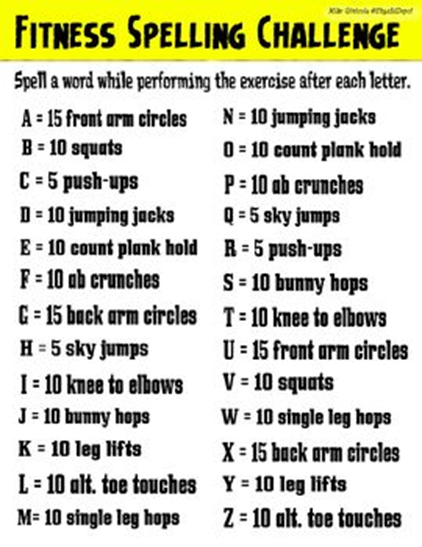 FITNESS SPELLING CHALLENGE
Spell a word while performing the exercise after each letter.
A = 15 front arm circles
B = 10 squats
C = 5 push-ups
D = 10 jumping jacks
E = 10 count plank hold
F = 10 ab crunches
G = 15 back arm circles
H = 5 sky jumps
I = 10 knee to elbows
J = 10 bunny hops
K = 10 leg lifts
L = 10 alt. toe touches
M= 10 single leg hops
N = 10 jumping jacks
O = 10 count plank hold
P = 10 ab crunches
Q = 5 sky jumps
R = 5 push-ups
S = 10 bunny hops
T = 10 knee to elbows
U = 15 front arm circles
V = 10 squats
W = 10 single leg hops
X = 15 back arm circles
Y = 10 leg lifts
Z = 10 alt. toe touches